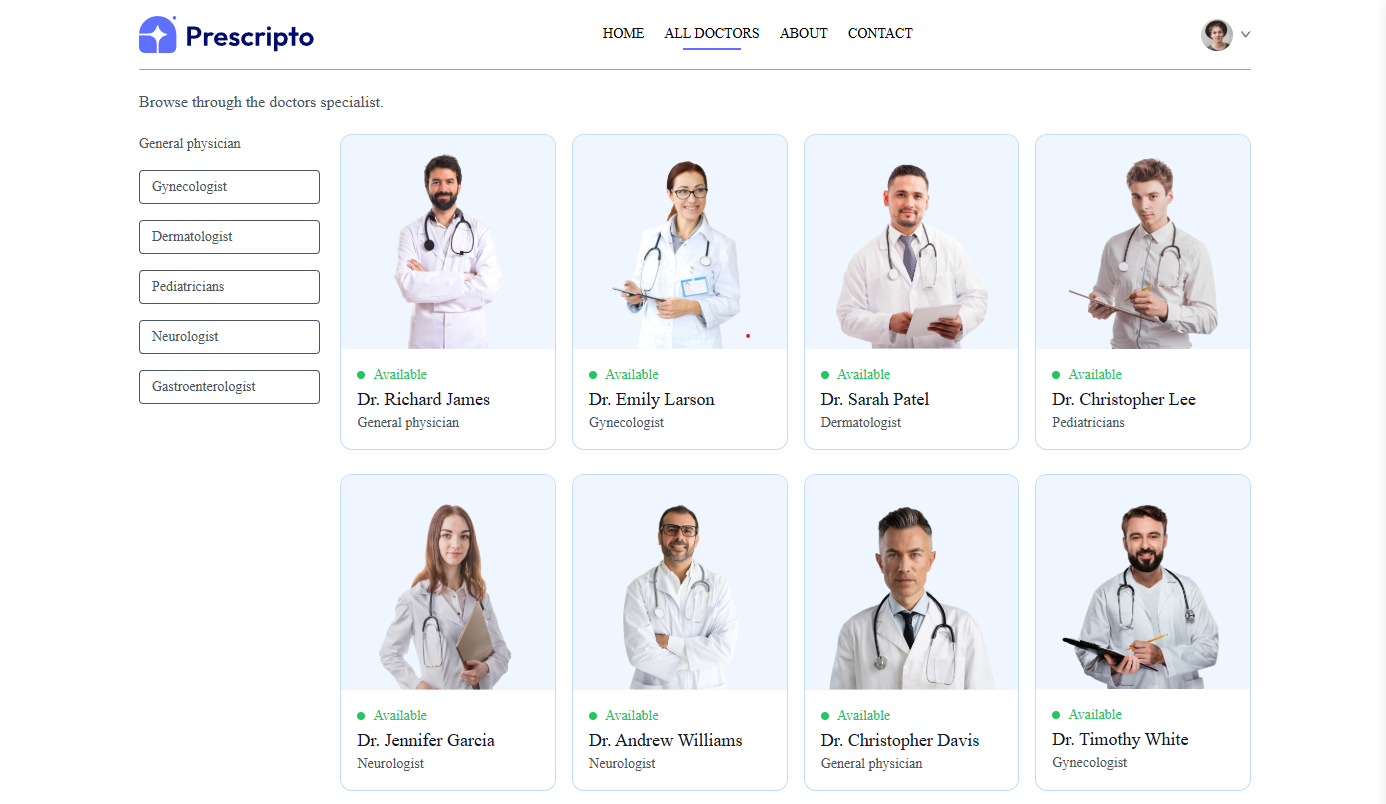 Prescripto
HOME ALL DOCTORS ABOUT CONTACT
Browse through the doctors specialist.
General physician
Gynecologist
Dermatologist
Pediatricians
Neurologist
Gastroenterologist
Available
Dr. Richard James
General physician
Available
Dr. Emily Larson
Gynecologist
Available
Dr. Sarah Patel
Dermatologist
Available
Dr. Christopher Lee
Pediatricians
Available
Dr. Jennifer Garcia
Neurologist
Available
Dr. Andrew Williams
Neurologist
Available
Dr. Christopher Davis
General physician
Available
Dr. Timothy White
Gynecologist